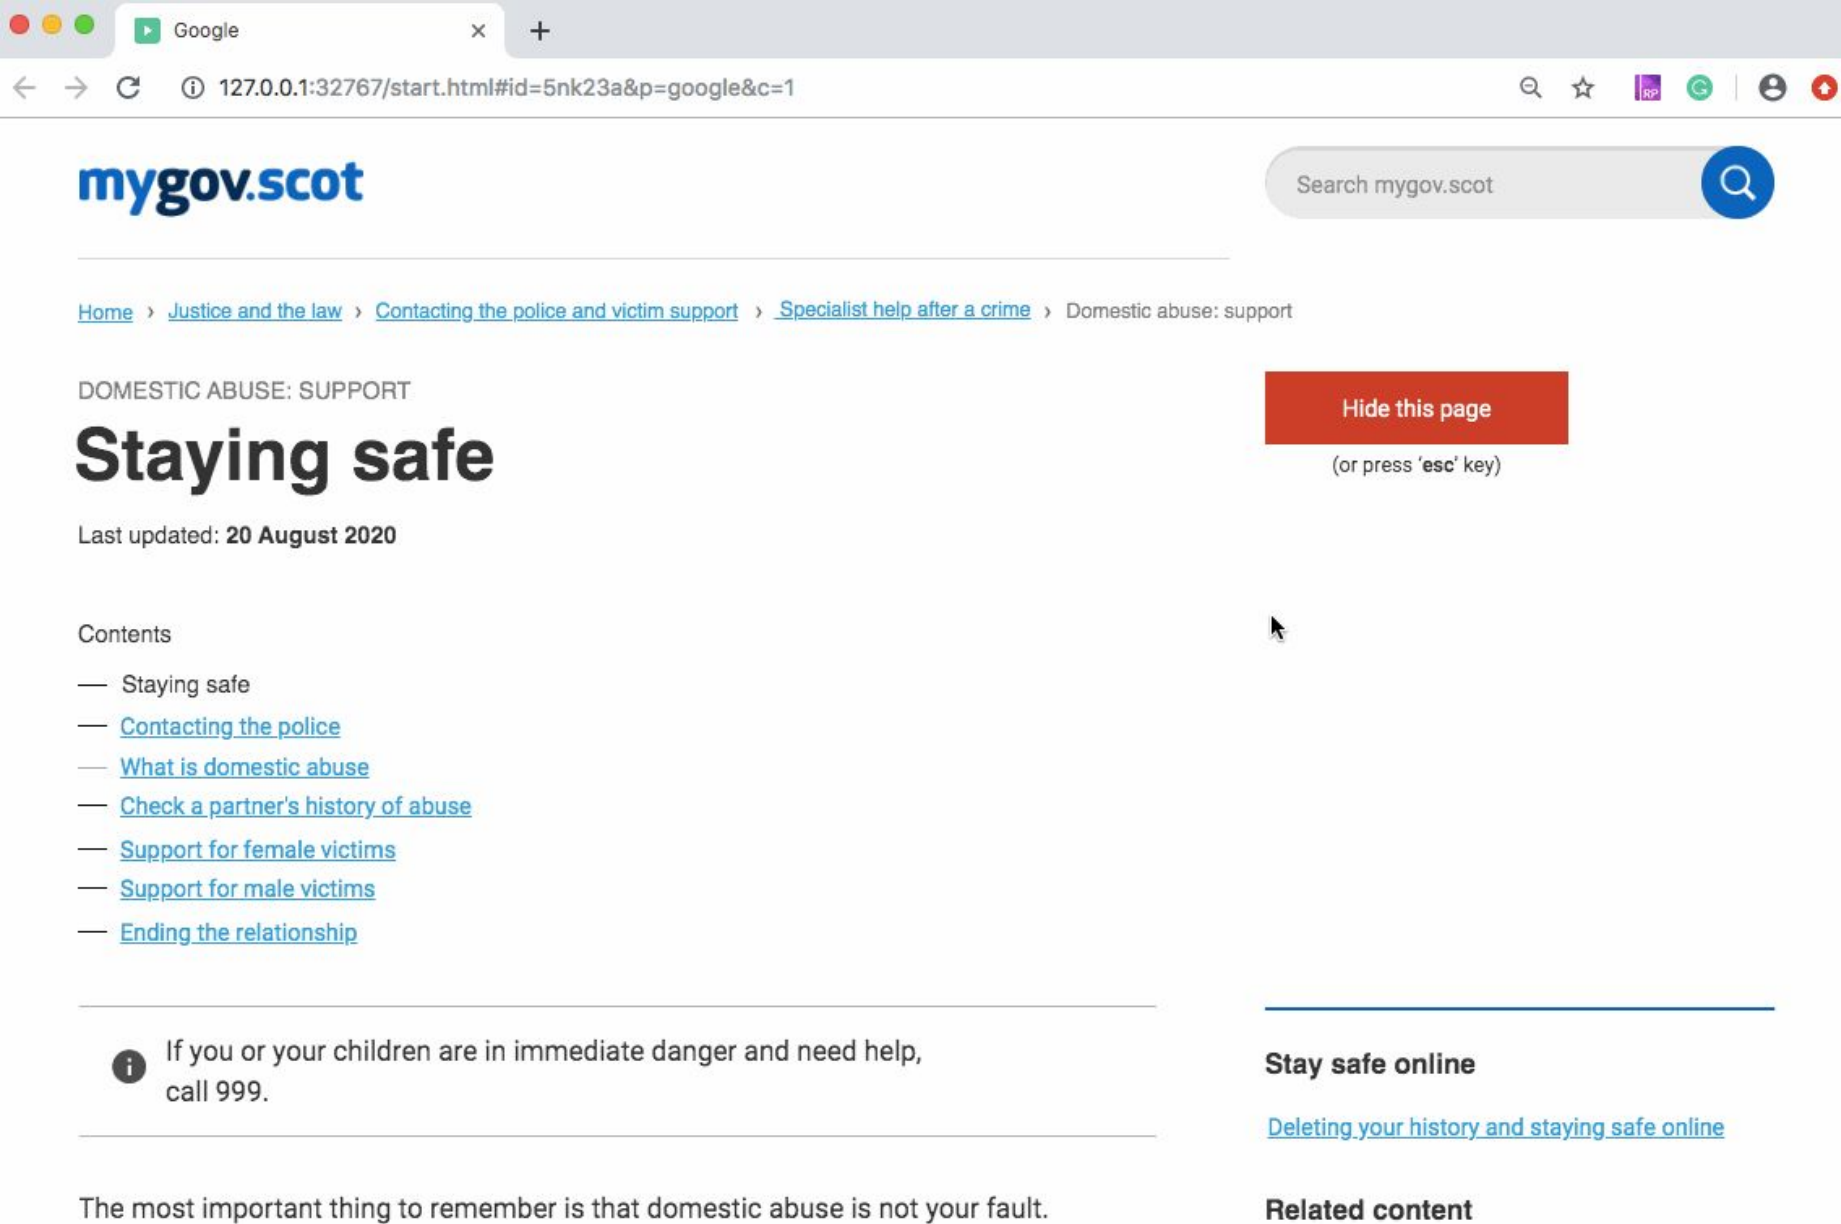 Google
127.0.0.1:32767/start.html#id=5nk23a&p=google&c=1
RP
mygov.scot
Search mygov.scot
Home › Justice and the law › Contacting the police and victim support › Specialist help after a crime › Domestic abuse: support
DOMESTIC ABUSE: SUPPORT
Staying safe
Last updated: 20 August 2020
Hide this page
(or press ‘esc’ key)
Contents
— Staying safe
— Contacting the police
— What is domestic abuse
— Check a partner's history of abuse
— Support for female victims
— Support for male victims
— Ending the relationship
If you or your children are in immediate danger and need help,
call 999.
The most important thing to remember is that domestic abuse is not your fault.
Stay safe online
Deleting your history and staying safe online
Related content